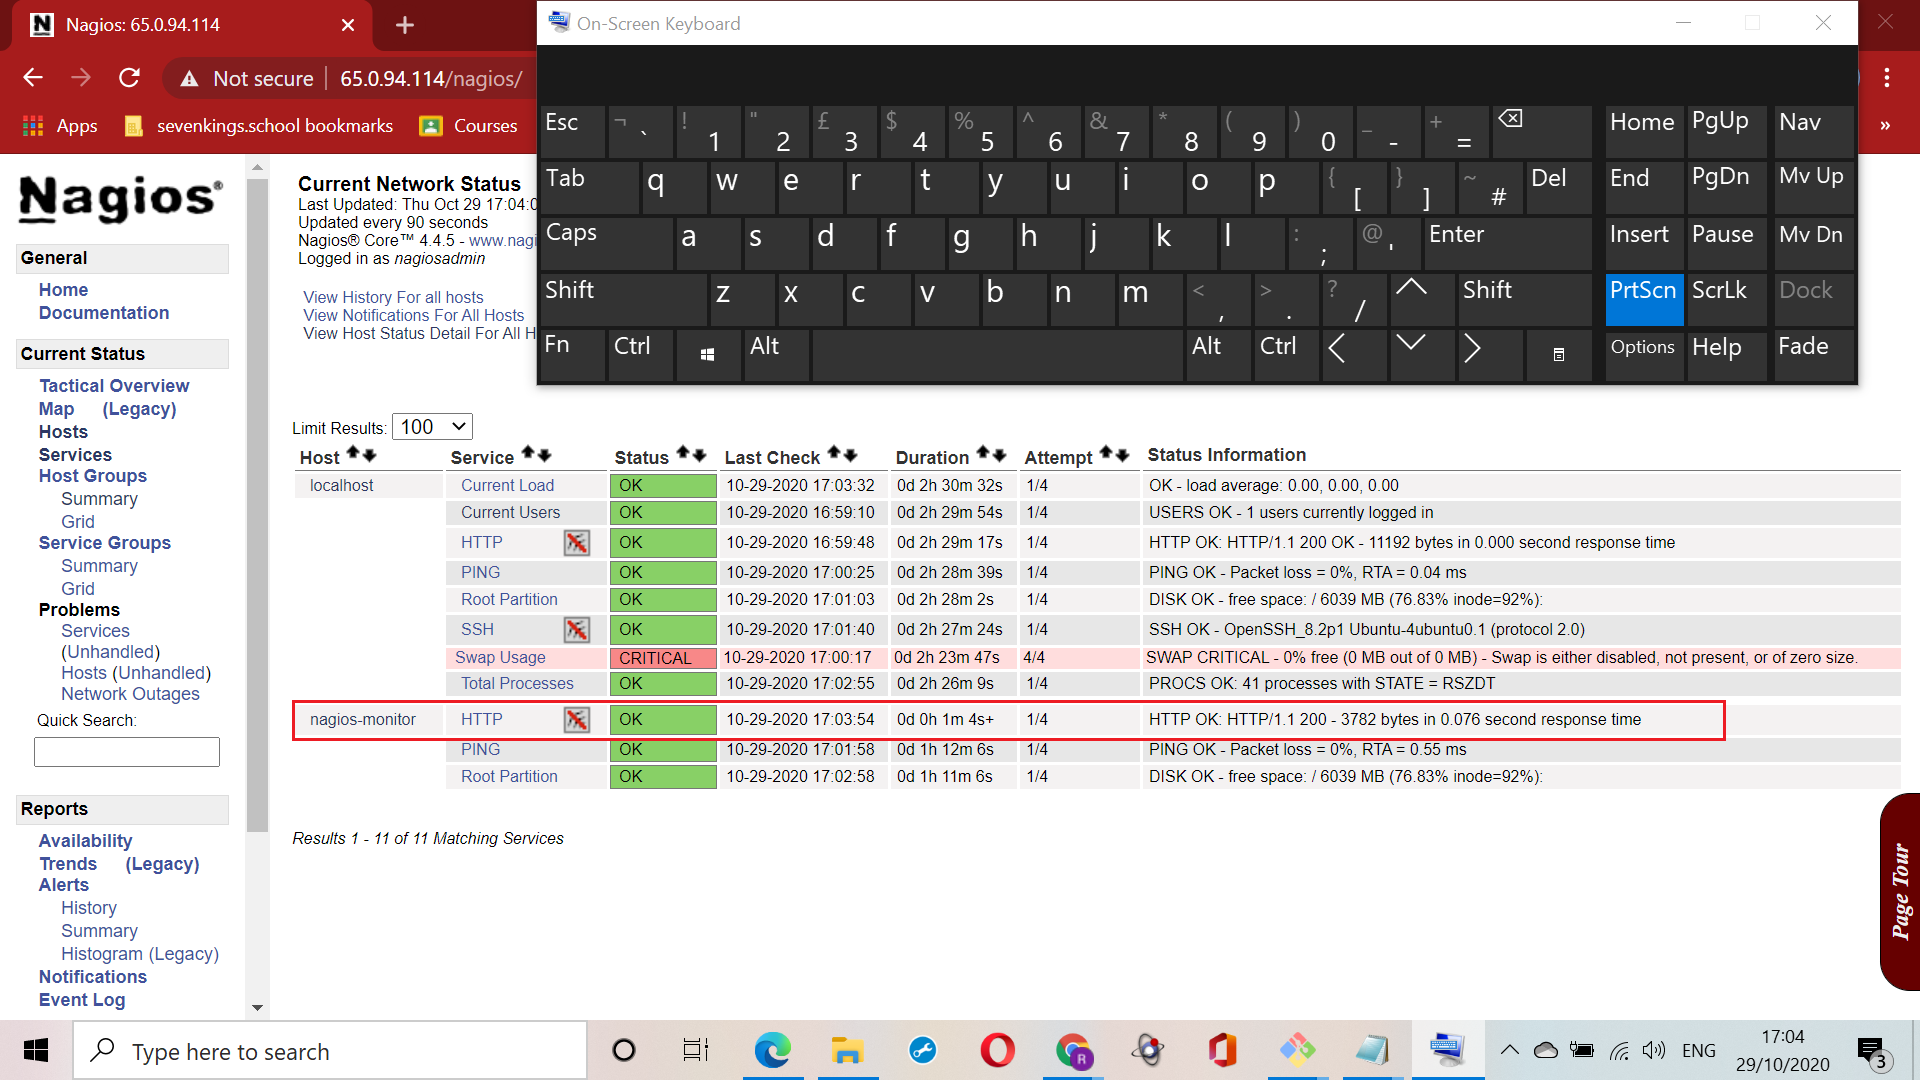 Nagios: 65.0.94.114
On-Screen Keyboard
Not secure 65.0.94.114/nagios/
Apps sevenkings.school bookmarks Courses »
Esc ¬ ` ! 1 " 2 £ 3 $ 4 % 5 ^ 6 & 7 * 8 ( 9 ) 0 _ - + = Home PgUp Nav
Tab q w e r t y u i o p { [ } ] ~ # Del End PgDn Mv Up
Caps a s d f g h j k l : ; @ ' Enter Insert Pause Mv Dn
Shift z x c v b n m < , > . ? / Shift PrtScn ScrLk Dock
Fn Ctrl Alt Alt Ctrl Options Help Fade
Nagios®
General
Home
Documentation
Current Status
Tactical Overview
Map (Legacy)
Hosts
Services
Host Groups
Summary
Grid
Service Groups
Summary
Grid
Problems
Services
(Unhandled)
Hosts (Unhandled)
Network Outages
Quick Search:
Reports
Availability
Trends (Legacy)
Alerts
History
Summary
Histogram (Legacy)
Notifications
Event Log
Current Network Status
Last Updated: Thu Oct 29 17:04:0
Updated every 90 seconds
Nagios® Core™ 4.4.5 - www.nagi
Logged in as nagiosadmin
View History For all hosts
View Notifications For All Hosts
View Host Status Detail For All H
Limit Results: 100
Host Service Status Last Check Duration Attempt Status Information
localhost Current Load OK 10-29-2020 17:03:32 0d 2h 30m 32s 1/4 OK - load average: 0.00, 0.00, 0.00
Current Users OK 10-29-2020 16:59:10 0d 2h 29m 54s 1/4 USERS OK - 1 users currently logged in
HTTP OK 10-29-2020 16:59:48 0d 2h 29m 17s 1/4 HTTP OK: HTTP/1.1 200 OK - 11192 bytes in 0.000 second response time
PING OK 10-29-2020 17:00:25 0d 2h 28m 39s 1/4 PING OK - Packet loss = 0%, RTA = 0.04 ms
Root Partition OK 10-29-2020 17:01:03 0d 2h 28m 2s 1/4 DISK OK - free space: / 6039 MB (76.83% inode=92%):
SSH OK 10-29-2020 17:01:40 0d 2h 27m 24s 1/4 SSH OK - OpenSSH_8.2p1 Ubuntu-4ubuntu0.1 (protocol 2.0)
Swap Usage CRITICAL 10-29-2020 17:00:17 0d 2h 23m 47s 4/4 SWAP CRITICAL - 0% free (0 MB out of 0 MB) - Swap is either disabled, not present, or of zero size.
Total Processes OK 10-29-2020 17:02:55 0d 2h 26m 9s 1/4 PROCS OK: 41 processes with STATE = RSZDT
nagios-monitor HTTP OK 10-29-2020 17:03:54 0d 0h 1m 4s+ 1/4 HTTP OK: HTTP/1.1 200 - 3782 bytes in 0.076 second response time
PING OK 10-29-2020 17:01:58 0d 1h 12m 6s 1/4 PING OK - Packet loss = 0%, RTA = 0.55 ms
Root Partition OK 10-29-2020 17:02:58 0d 1h 11m 6s 1/4 DISK OK - free space: / 6039 MB (76.83% inode=92%):
Results 1 - 11 of 11 Matching Services
Page Tour
Type here to search
R
ENG
17:04
29/10/2020
3